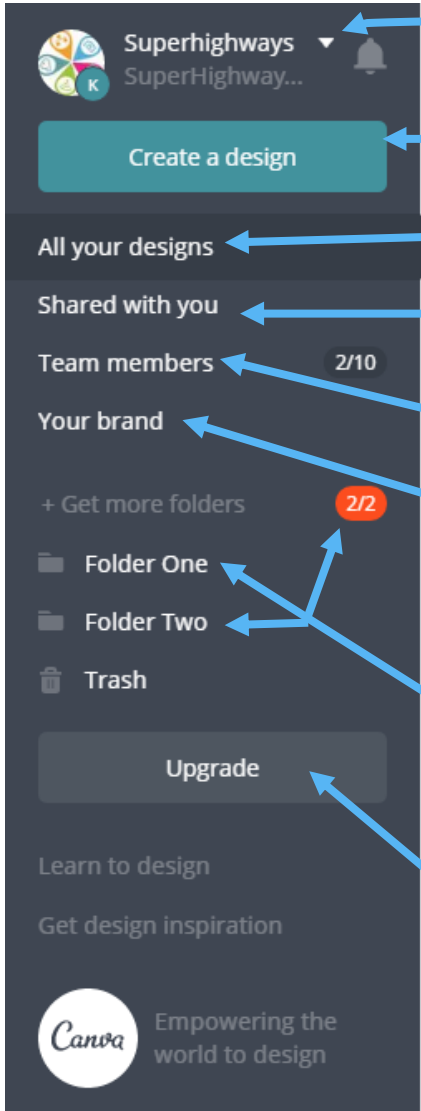 Superhighways
SuperHighway...
K
Create a design
All your designs
Shared with you
Team members 2/10
Your brand
+ Get more folders 2/2
Folder One
Folder Two
Trash
Upgrade
Learn to design
Get design inspiration
Canva
Empowering the
world to design